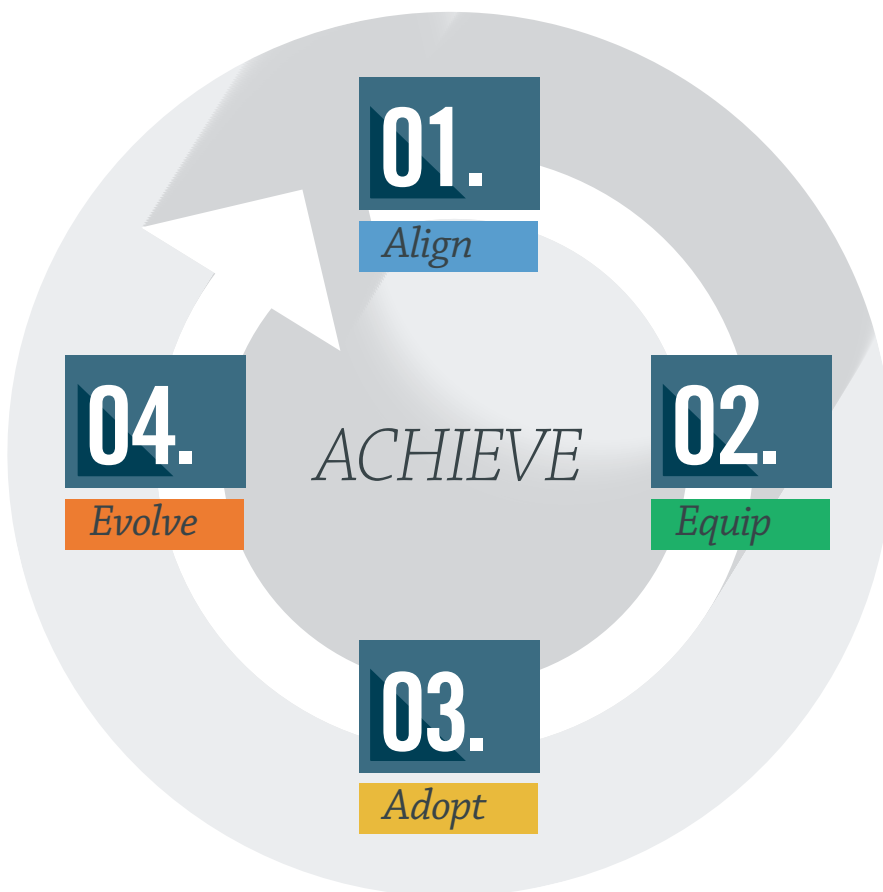 01.
Align
02.
Equip
03.
Adopt
04.
Evolve
ACHIEVE